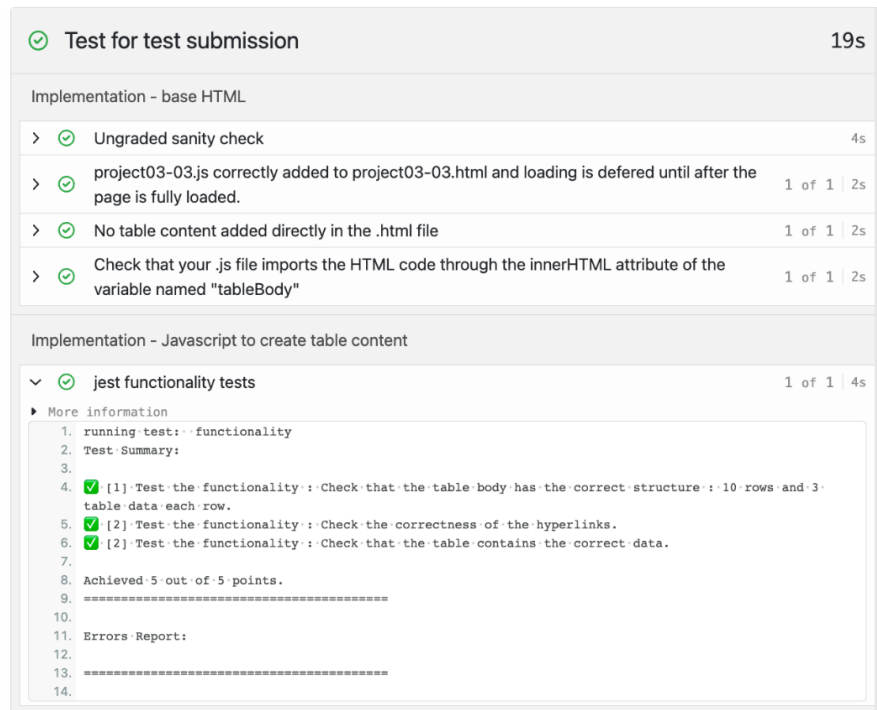 Test for test submission 19s
Implementation - base HTML
Ungraded sanity check 4s
project03-03.js correctly added to project03-03.html and loading is defered until after the
page is fully loaded. 1 of 1 2s
No table content added directly in the .html file 1 of 1 2s
Check that your .js file imports the HTML code through the innerHTML attribute of the
variable named "tableBody" 1 of 1 2s
Implementation - Javascript to create table content
jest functionality tests 1 of 1 4s
More information
1. running·test:··functionality
2. Test·Summary:
3.
4. ✅·[1]·Test·the·functionality·:·Check·that·the·table·body·has·the·correct·structure·:·10·rows·and·3·
table·data·each·row.
5. ✅·[2]·Test·the·functionality·:·Check·the·correctness·of·the·hyperlinks.
6. ✅·[2]·Test·the·functionality·:·Check·that·the·table·contains·the·correct·data.
7.
8. Achieved·5·out·of·5·points.
9. =========================================
10.
11. Errors·Report:
12.
13. =========================================
14.